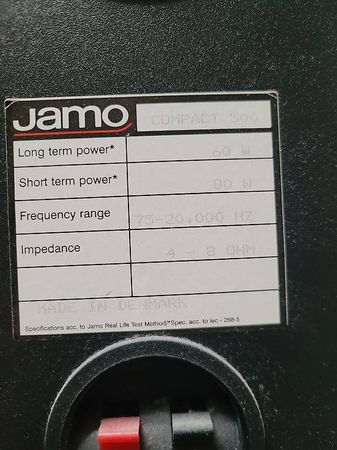 Jamo COMPACT 500
Long term power* 60 W
Short term power* 80 W
Frequency range 75-20.000 HZ
Impedance 4 - 8 OHM
MADE IN DENMARK
Specifications acc. to Jamo Real Life Test Method/*Spec. acc. to Iec - 268-5